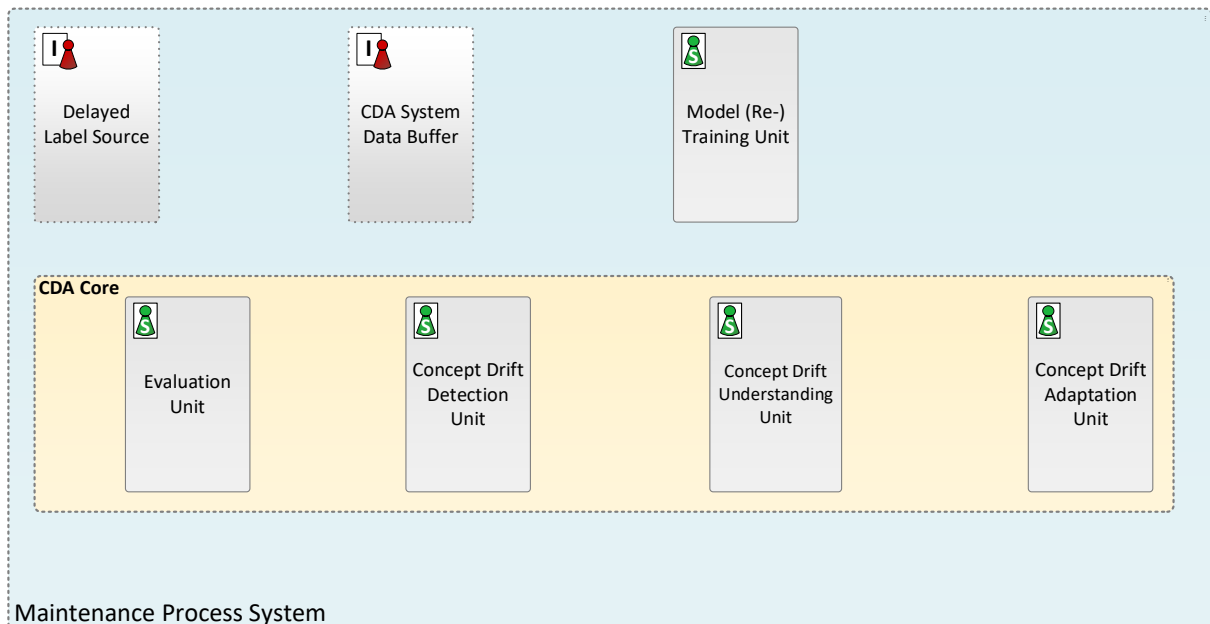 I
Delayed
Label Source
I
CDA System
Data Buffer
S
Model (Re-)
Training Unit
CDA Core
S
Evaluation
Unit
S
Concept Drift
Detection
Unit
S
Concept Drift
Understanding
Unit
S
Concept Drift
Adaptation
Unit
Maintenance Process System